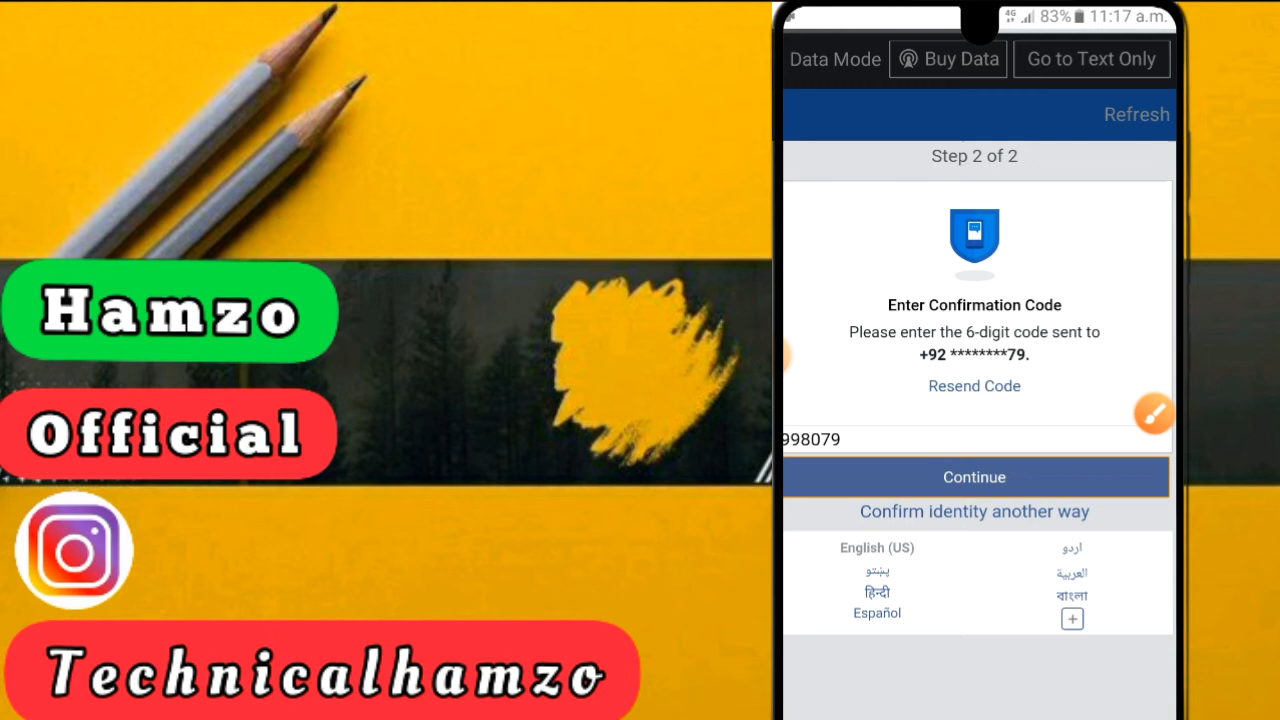 Hamzo
Official
Technicalhamzo
4G 83% 11:17 a.m.
Data Mode Buy Data Go to Text Only
Refresh
Step 2 of 2
Enter Confirmation Code
Please enter the 6-digit code sent to
+92 ********79.
Resend Code
998079
Continue
Confirm identity another way
English (US) اردو
پښتو العربية
हिन्दी বাংলা
Español +